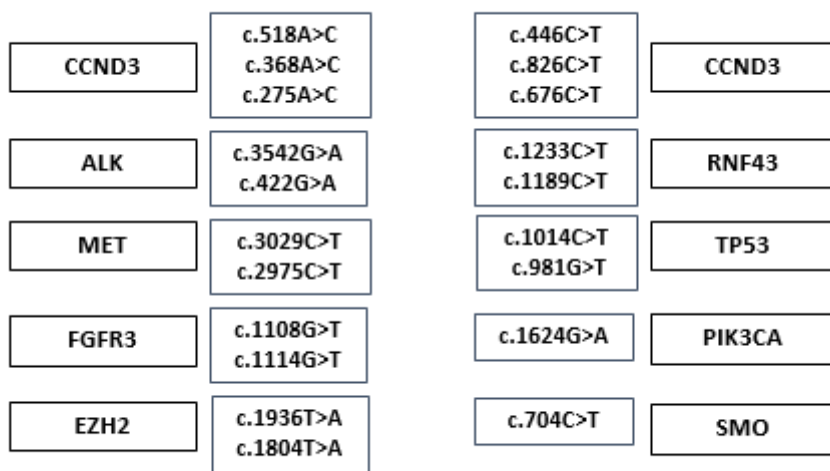 CCND3
c.518A>C
c.368A>C
c.275A>C
c.446C>T
c.826C>T
c.676C>T
CCND3
ALK
c.3542G>A
c.422G>A
c.1233C>T
c.1189C>T
RNF43
MET
c.3029C>T
c.2975C>T
c.1014C>T
c.981G>T
TP53
FGFR3
c.1108G>T
c.1114G>T
c.1624G>A
PIK3CA
EZH2
c.1936T>A
c.1804T>A
c.704C>T
SMO